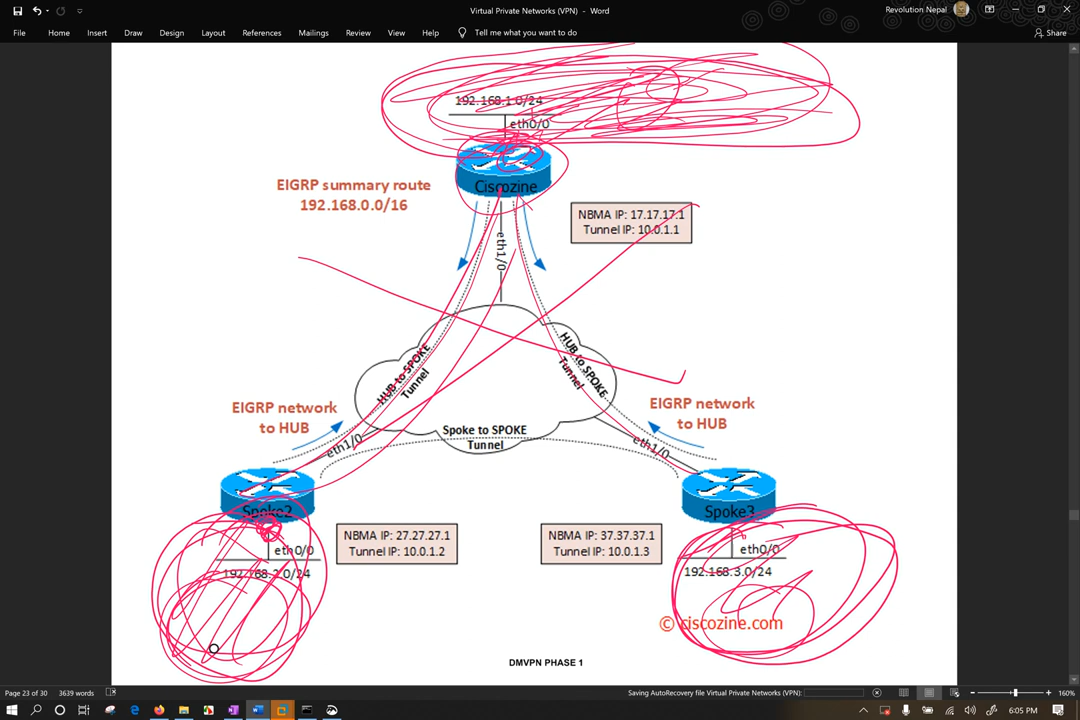 Virtual Private Networks (VPN) - Word
Revolution Nepal
File Home Insert Draw Design Layout References Mailings Review View Help Tell me what you want to do
Share
192.168.1.0/24
eth0/0
Ciscozine
EIGRP summary route
192.168.0.0/16
NBMA IP: 17.17.17.1
Tunnel IP: 10.0.1.1
eth1/0
HUB to SPOKE
Tunnel
HUB to SPOKE
Tunnel
EIGRP network
to HUB
EIGRP network
to HUB
Spoke to SPOKE
Tunnel
eth1/0
eth1/0
Spoke2
Spoke3
NBMA IP: 27.27.27.1
Tunnel IP: 10.0.1.2
NBMA IP: 37.37.37.1
Tunnel IP: 10.0.1.3
eth0/0
192.168.2.0/24
eth0/0
192.168.3.0/24
© ciscozine.com
DMVPN PHASE 1
Page 23 of 30 3639 words
Saving AutoRecovery file Virtual Private Networks (VPN):
160%
6:05 PM